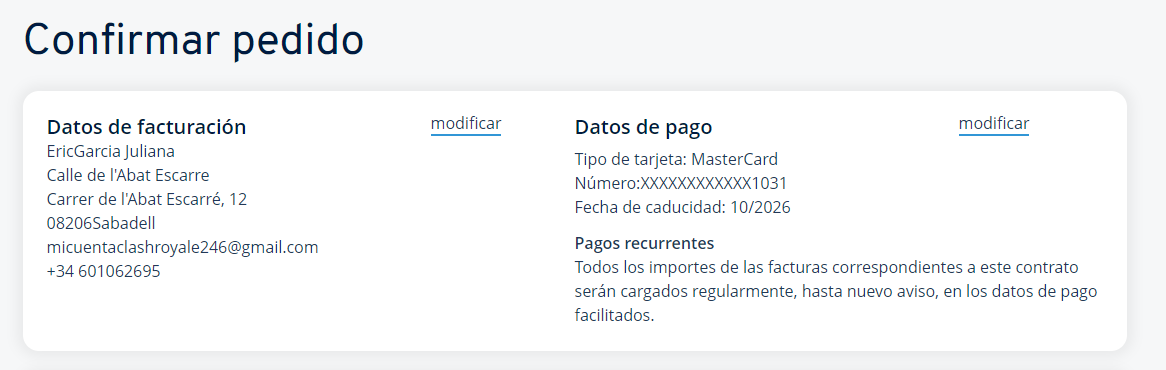 Confirmar pedido
Datos de facturación
modificar
EricGarcia Juliana
Calle de l'Abat Escarre
Carrer de l'Abat Escarré, 12
08206Sabadell
micuentaclashroyale246@gmail.com
+34 601062695
Datos de pago
modificar
Tipo de tarjeta: MasterCard
Número:XXXXXXXXXXXX1031
Fecha de caducidad: 10/2026
Pagos recurrentes
Todos los importes de las facturas correspondientes a este contrato
serán cargados regularmente, hasta nuevo aviso, en los datos de pago
facilitados.